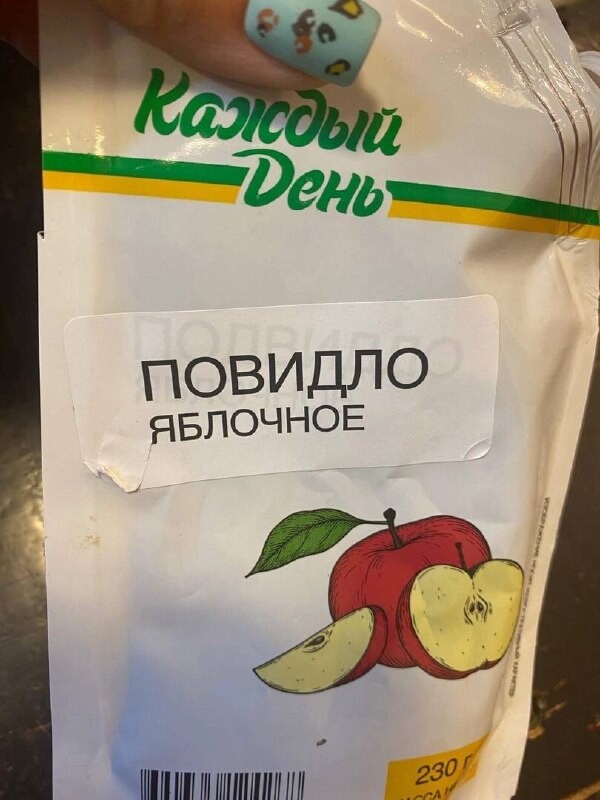 Каждый
День
ПОВИДЛО
ЯБЛОЧНОЕ
230 г